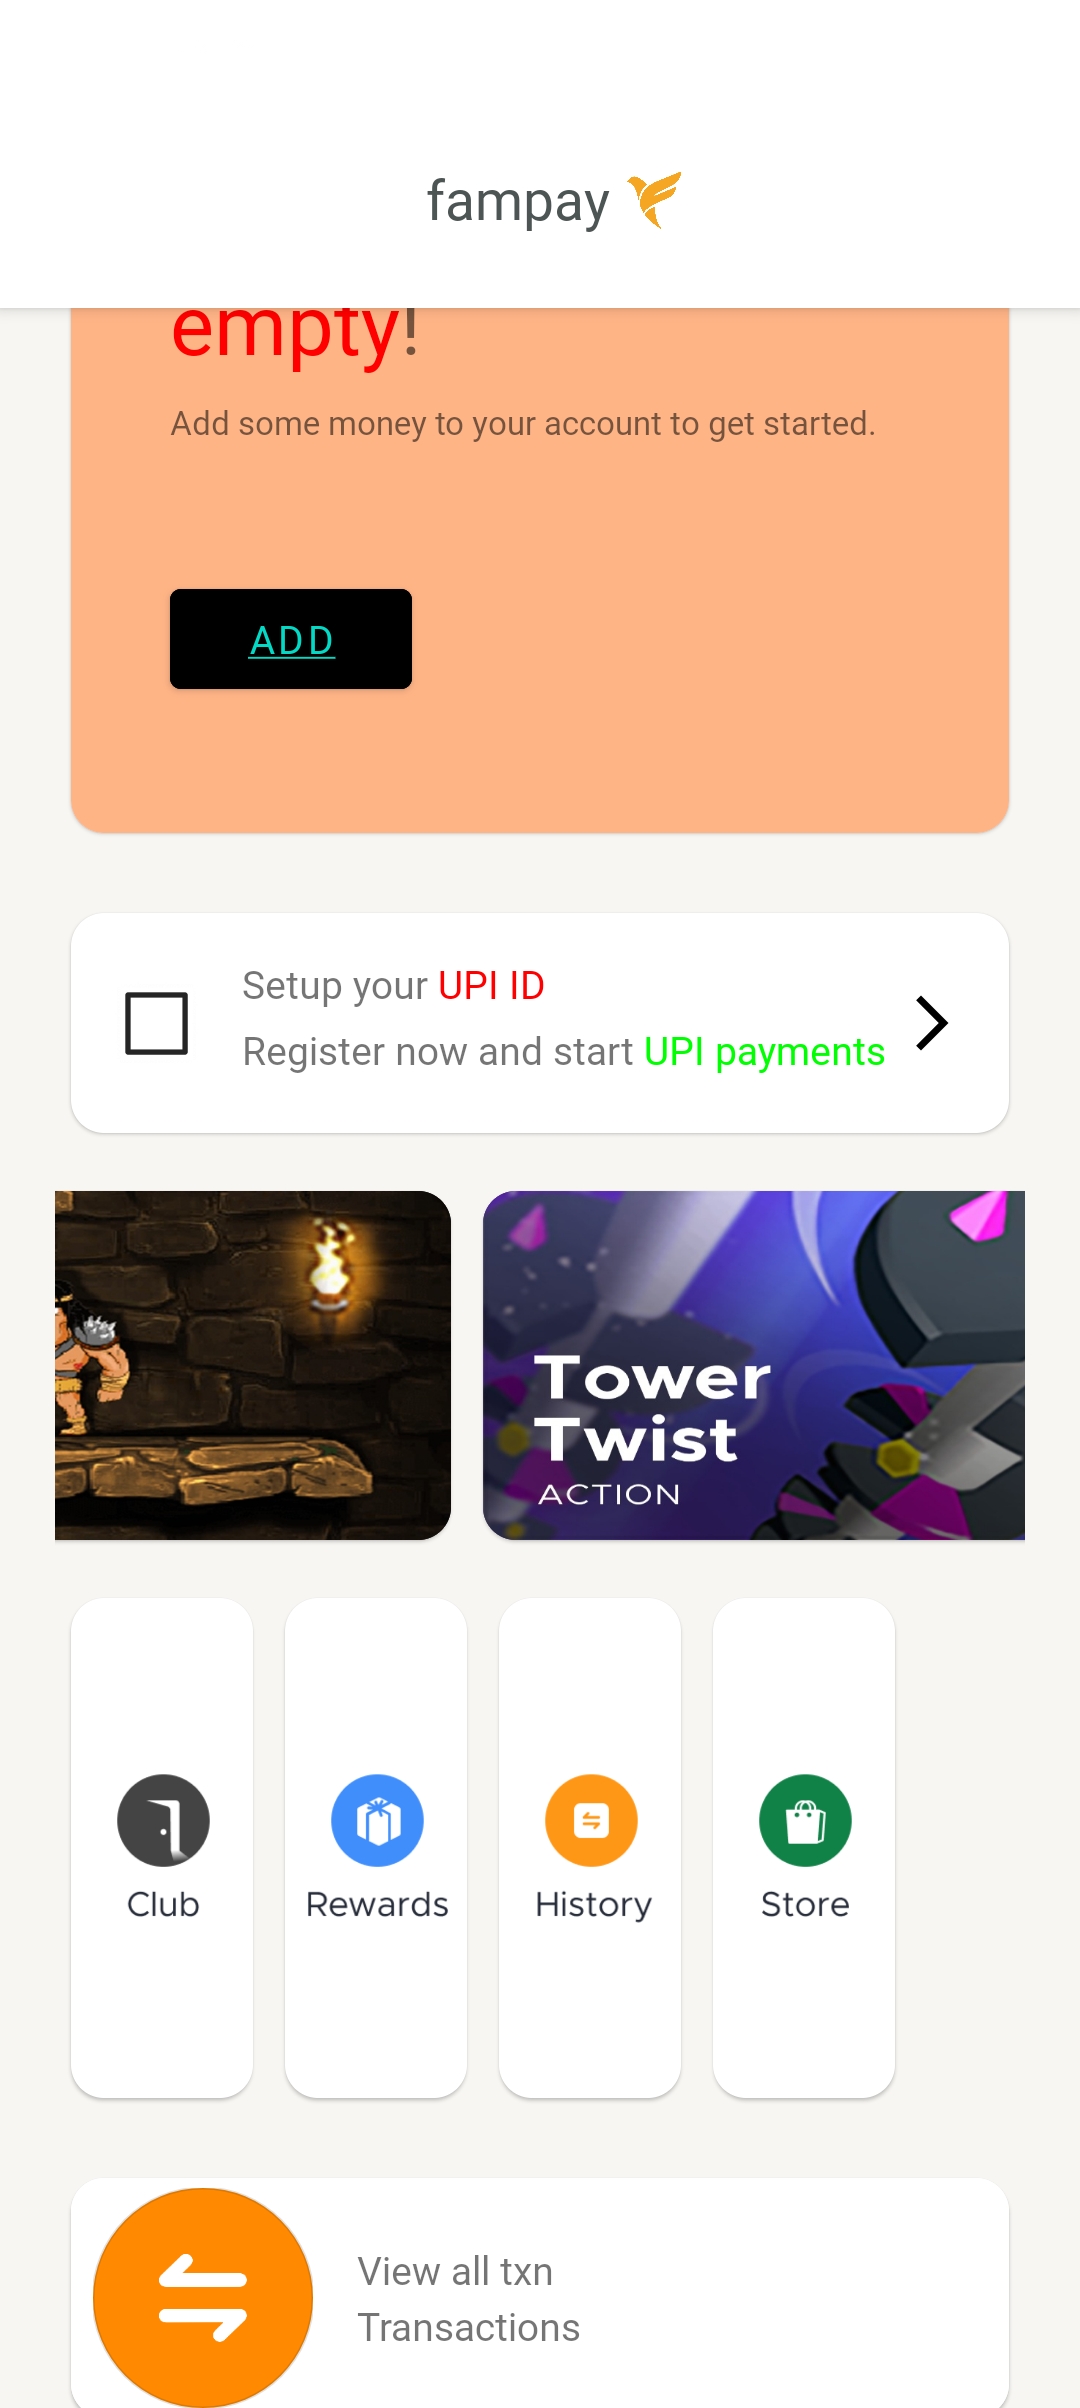 fampay
empty!
Add some money to your account to get started.
ADD
Setup your UPI ID
Register now and start UPI payments
Tower
Twist
ACTION
Club
Rewards
History
Store
View all txn
Transactions